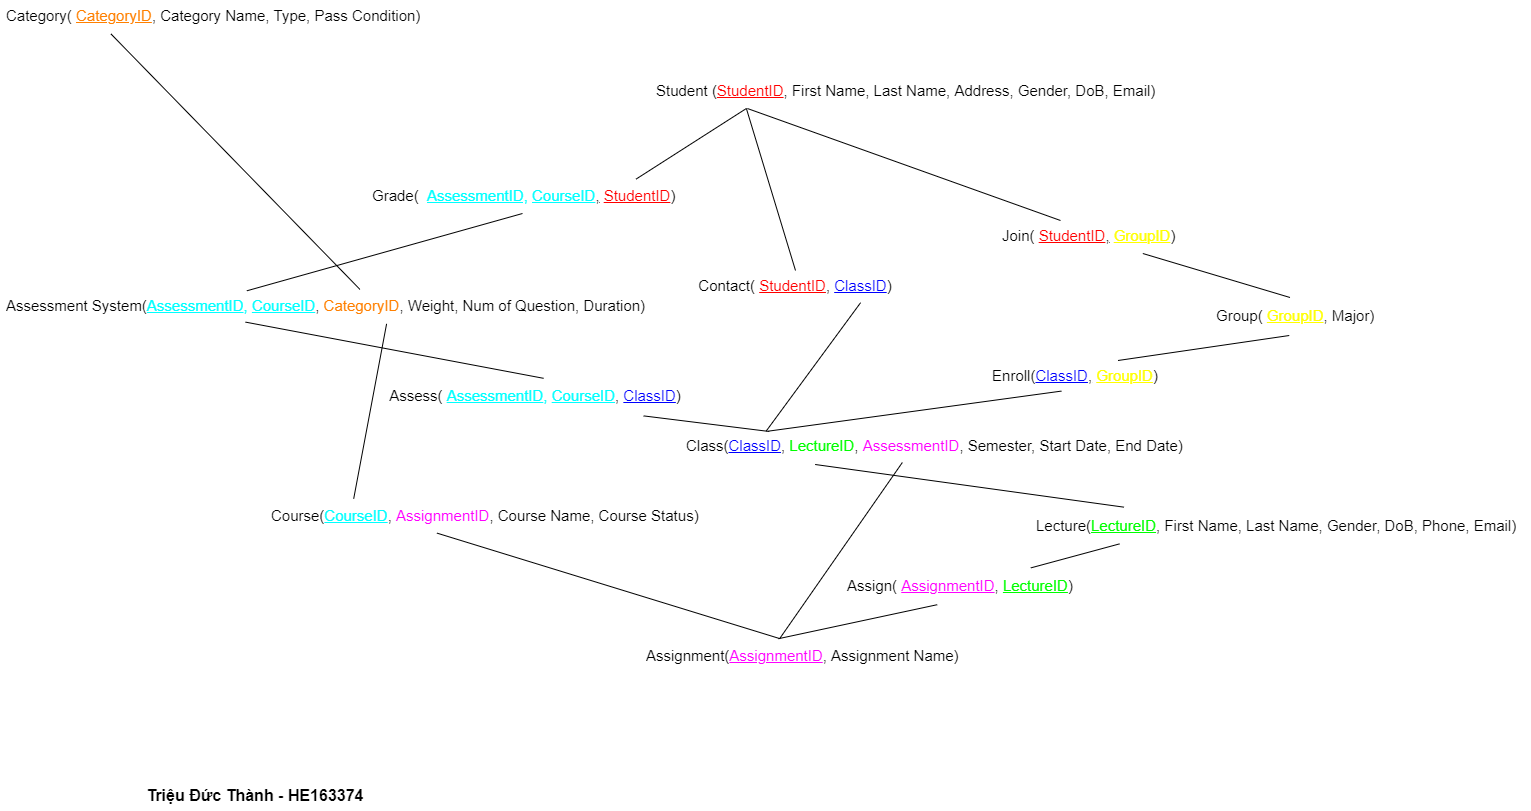 Category( CategoryID, Category Name, Type, Pass Condition)
Student (StudentID, First Name, Last Name, Address, Gender, DoB, Email)
Grade( AssessmentID, CourseID, StudentID)
Join( StudentID, GroupID)
Contact( StudentID, ClassID)
Assessment System(AssessmentID, CourseID, CategoryID, Weight, Num of Question, Duration)
Group( GroupID, Major)
Enroll(ClassID, GroupID)
Assess( AssessmentID, CourseID, ClassID)
Class(ClassID, LectureID, AssessmentID, Semester, Start Date, End Date)
Course(CourseID, AssignmentID, Course Name, Course Status)
Lecture(LectureID, First Name, Last Name, Gender, DoB, Phone, Email)
Assign( AssignmentID, LectureID)
Assignment(AssignmentID, Assignment Name)
Triệu Đức Thành - HE163374